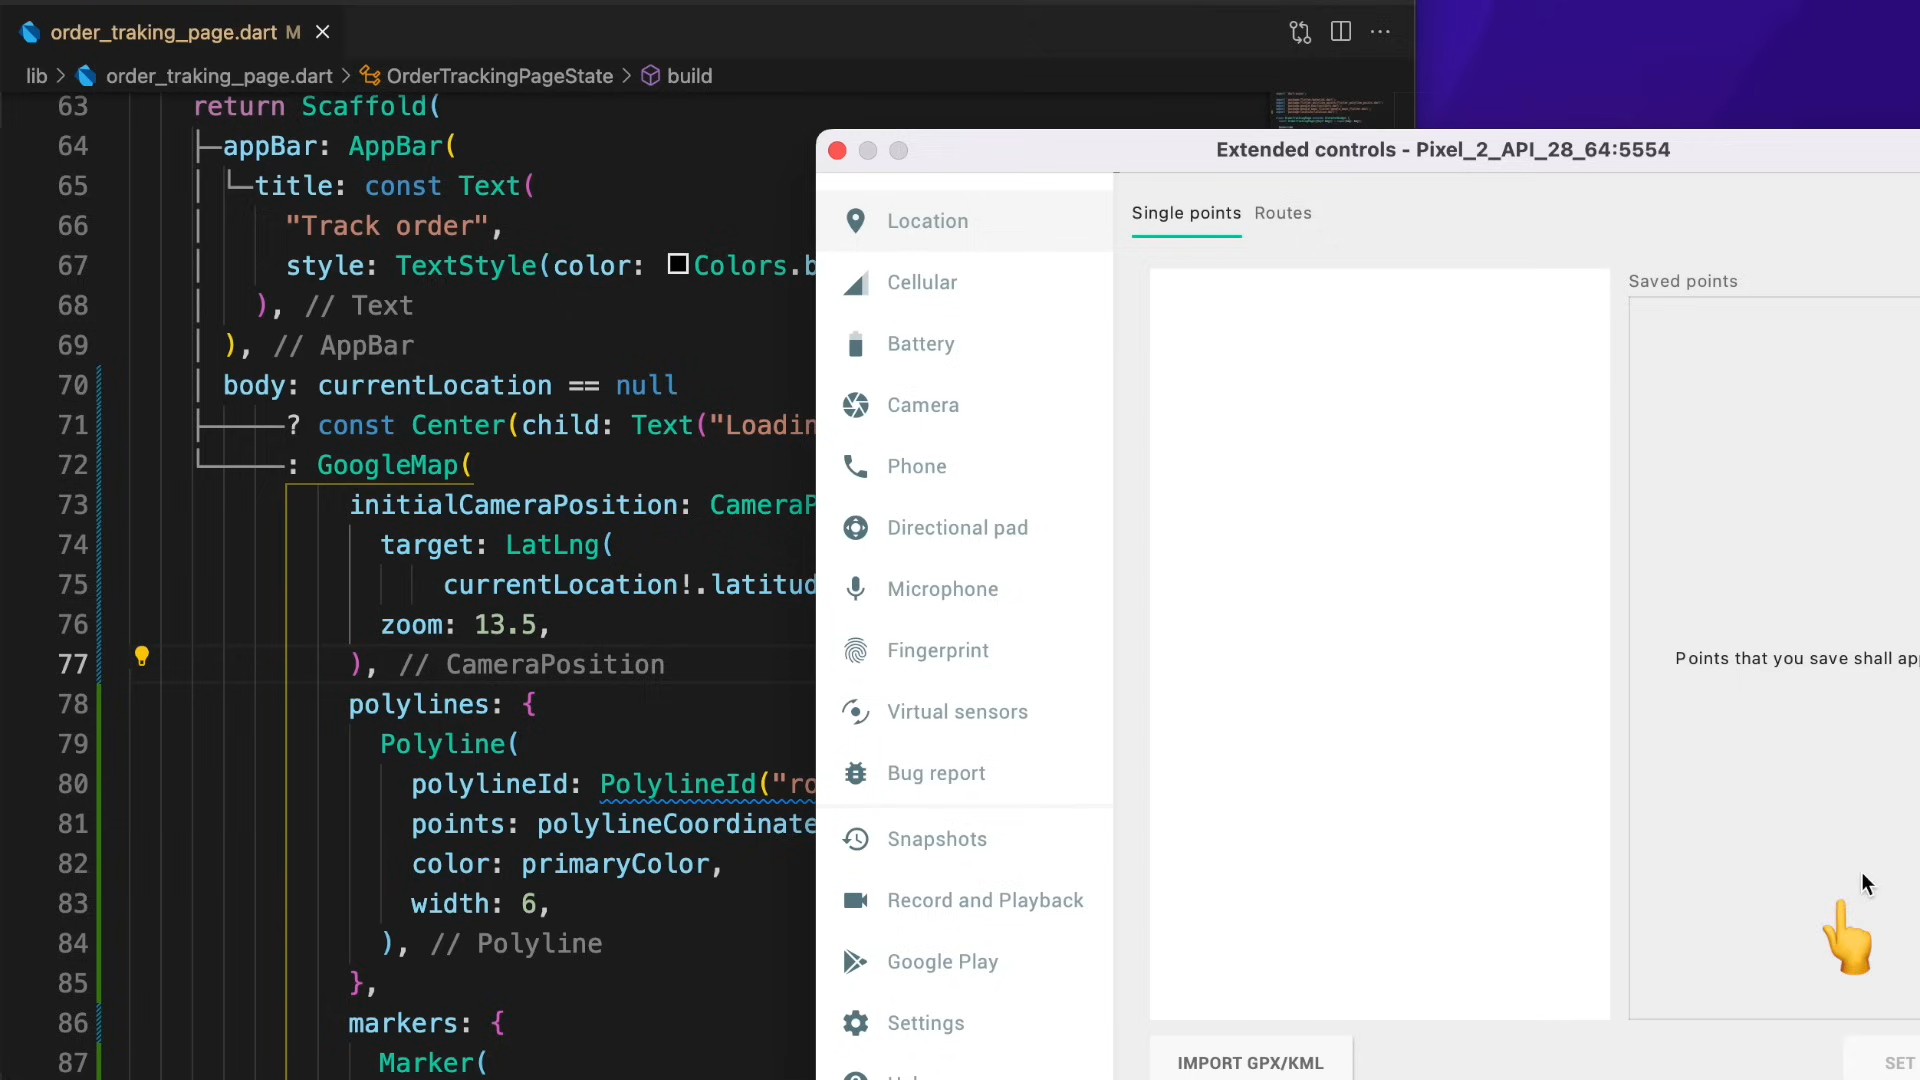 order_traking_page.dart M
lib > order_traking_page.dart > OrderTrackingPageState > build
63 return Scaffold(
64 appBar: AppBar(
65 title: const Text(
66 "Track order",
67 style: TextStyle(color: Colors.b
68 ), // Text
69 ), // AppBar
70 body: currentLocation == null
71 ? const Center(child: Text("Loadin
72 : GoogleMap(
73 initialCameraPosition: CameraP
74 target: LatLng(
75 currentLocation!.latitud
76 zoom: 13.5,
77 ), // CameraPosition
78 polylines: {
79 Polyline(
80 polylineId: PolylineId("ro
81 points: polylineCoordinate
82 color: primaryColor,
83 width: 6,
84 ), // Polyline
85 },
86 markers: {
87 Marker(
Extended controls - Pixel_2_API_28_64:5554
Location
Cellular
Battery
Camera
Phone
Directional pad
Microphone
Fingerprint
Virtual sensors
Bug report
Snapshots
Record and Playback
Google Play
Settings
Single points Routes
Saved points
Points that you save shall ap
IMPORT GPX/KML
SET